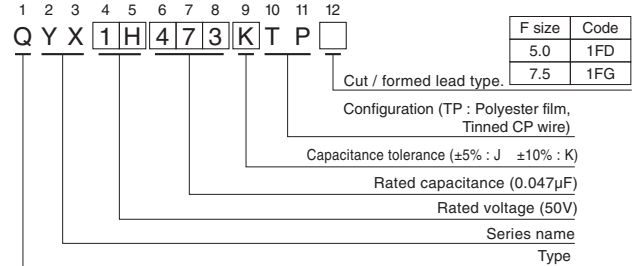 1 2 3 4 5 6 7 8 9 10 11 12
Q Y X 1 H 4 7 3 K T P
F size Code
5.0 1FD
7.5 1FG
Cut / formed lead type.
Configuration (TP : Polyester film,
Tinned CP wire)
Capacitance tolerance (±5% : J ±10% : K)
Rated capacitance (0.047µF)
Rated voltage (50V)
Series name
Type